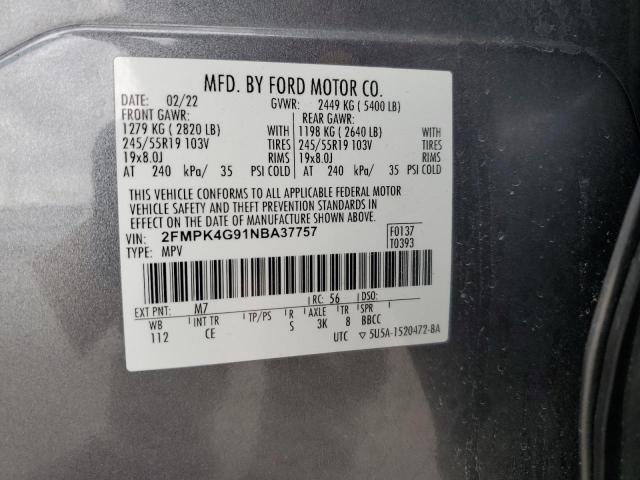 MFD. BY FORD MOTOR CO.
DATE: 02/22 GVWR: 2449 KG ( 5400 LB)
FRONT GAWR: REAR GAWR:
1279 KG ( 2820 LB) WITH 1198 KG ( 2640 LB) WITH
245/55R19 103V TIRES 245/55R19 103V TIRES
19x8.0J RIMS 19x8.0J RIMS
AT 240 kPa/ 35 PSI COLD AT 240 kPa/ 35 PSI COLD
THIS VEHICLE CONFORMS TO ALL APPLICABLE FEDERAL MOTOR
VEHICLE SAFETY AND THEFT PREVENTION STANDARDS IN
EFFECT ON THE DATE OF MANUFACTURE SHOWN ABOVE.
VIN: 2FMPK4G91NBA37757 F0137
TYPE: MPV T0393
EXT PNT: M7 RC: 56 DSO:
WB INT TR TP/PS R AXLE TR SPR
112 CE S 3K 8 BBCC
UTC ▽ 5U5A-1520472-8A